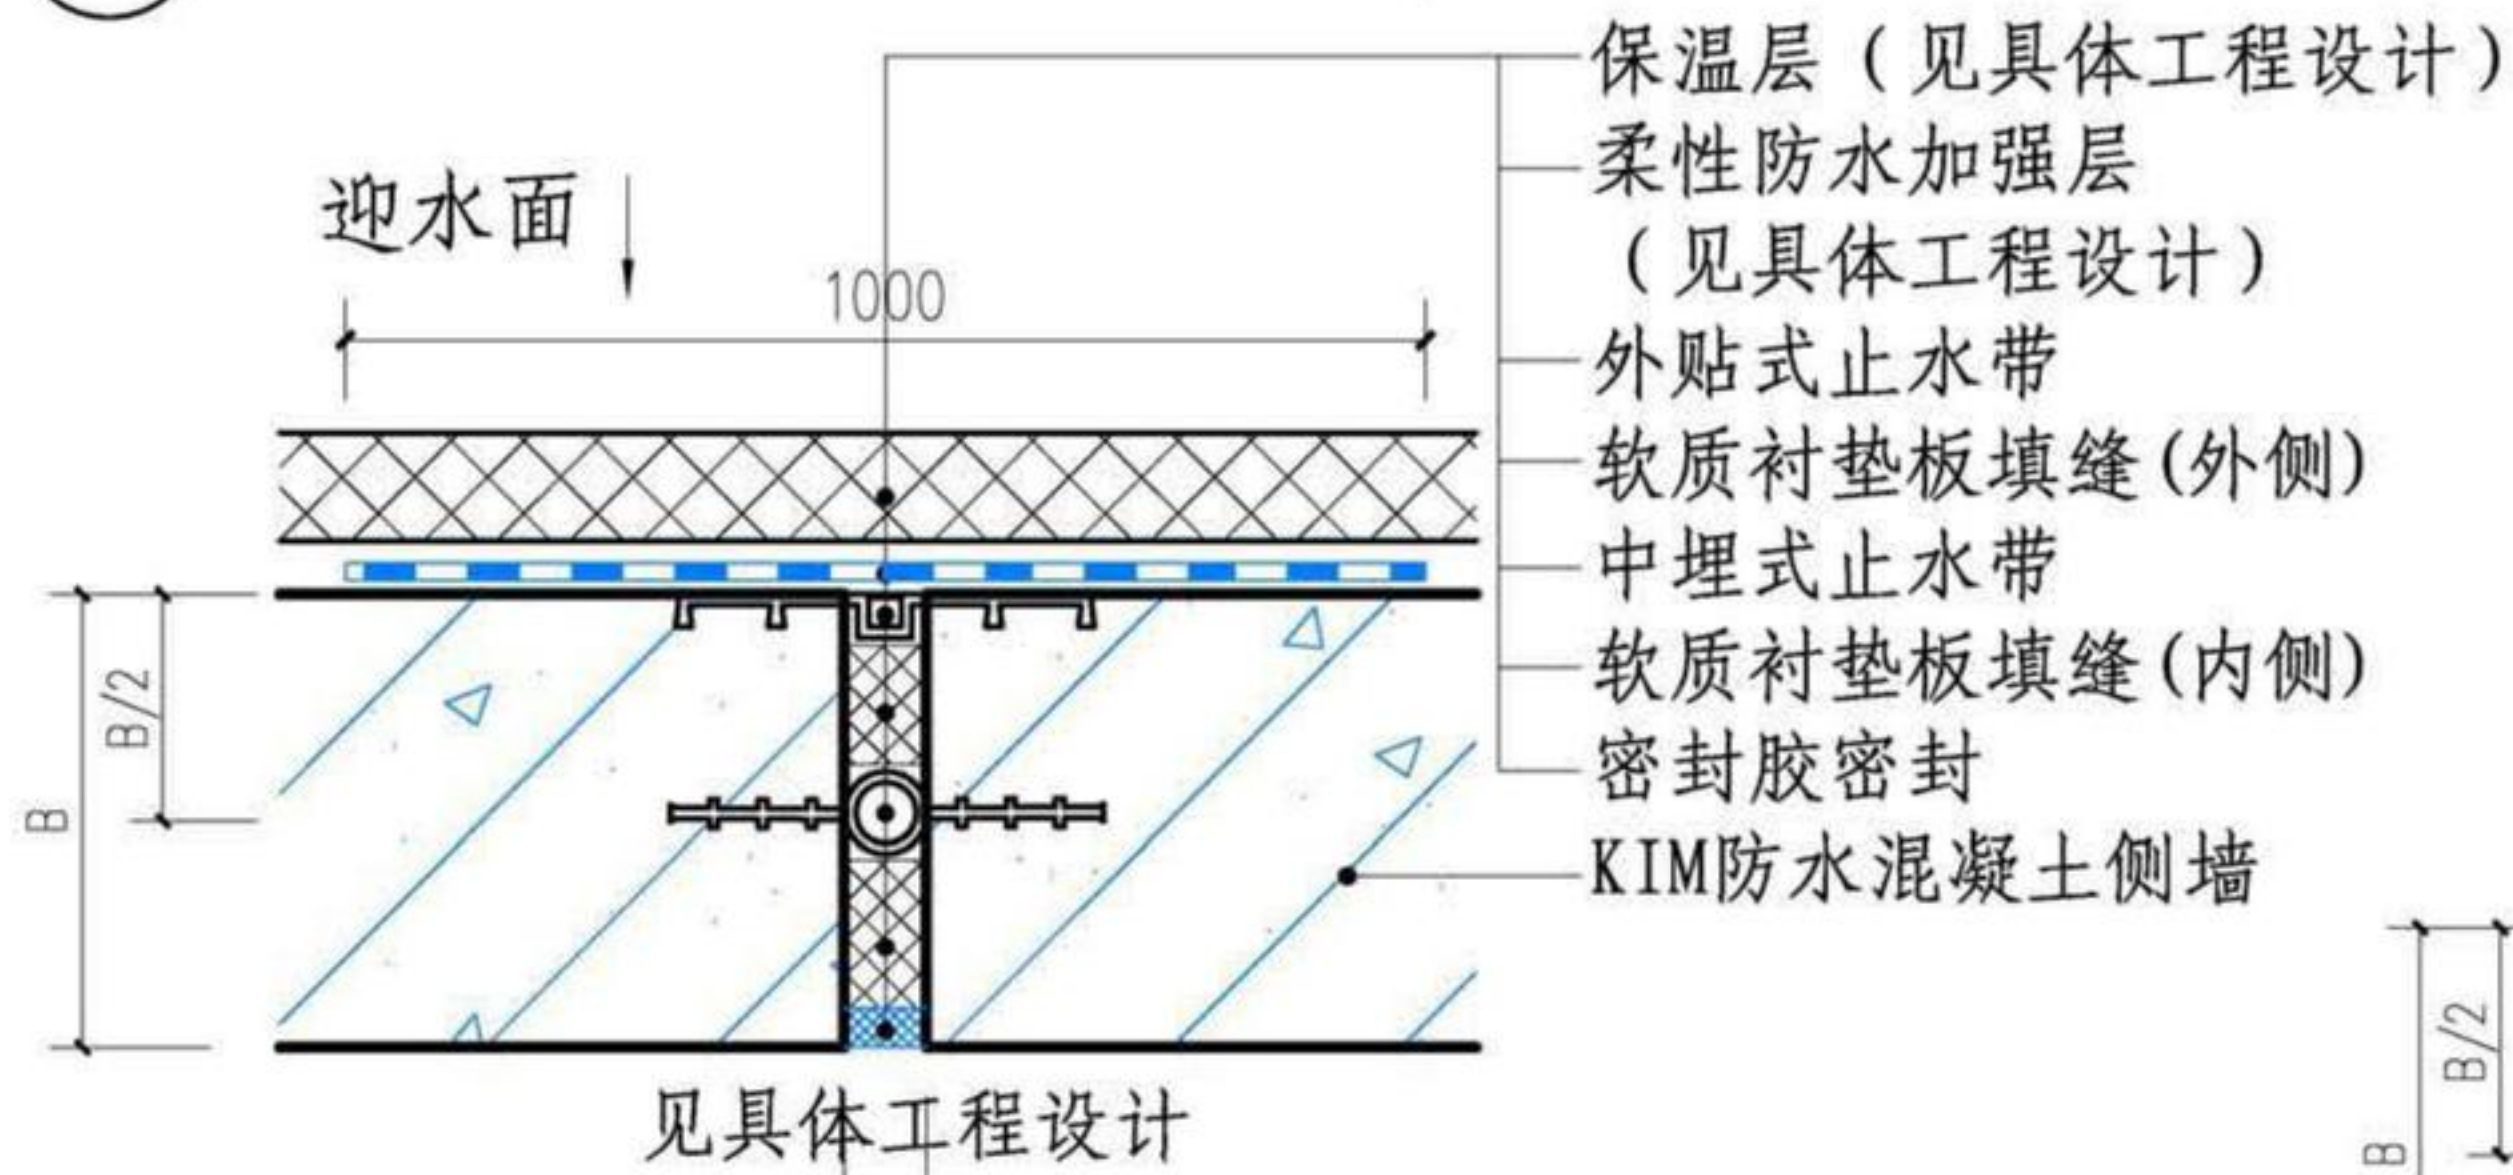 保温层（见具体工程设计）
柔性防水加强层
（见具体工程设计）
迎水面
1000
外贴式止水带
软质衬垫板填缝(外侧)
中埋式止水带
软质衬垫板填缝(内侧)
密封胶密封
KIM防水混凝土侧墙
B/2
B
见具体工程设计
B/2
B